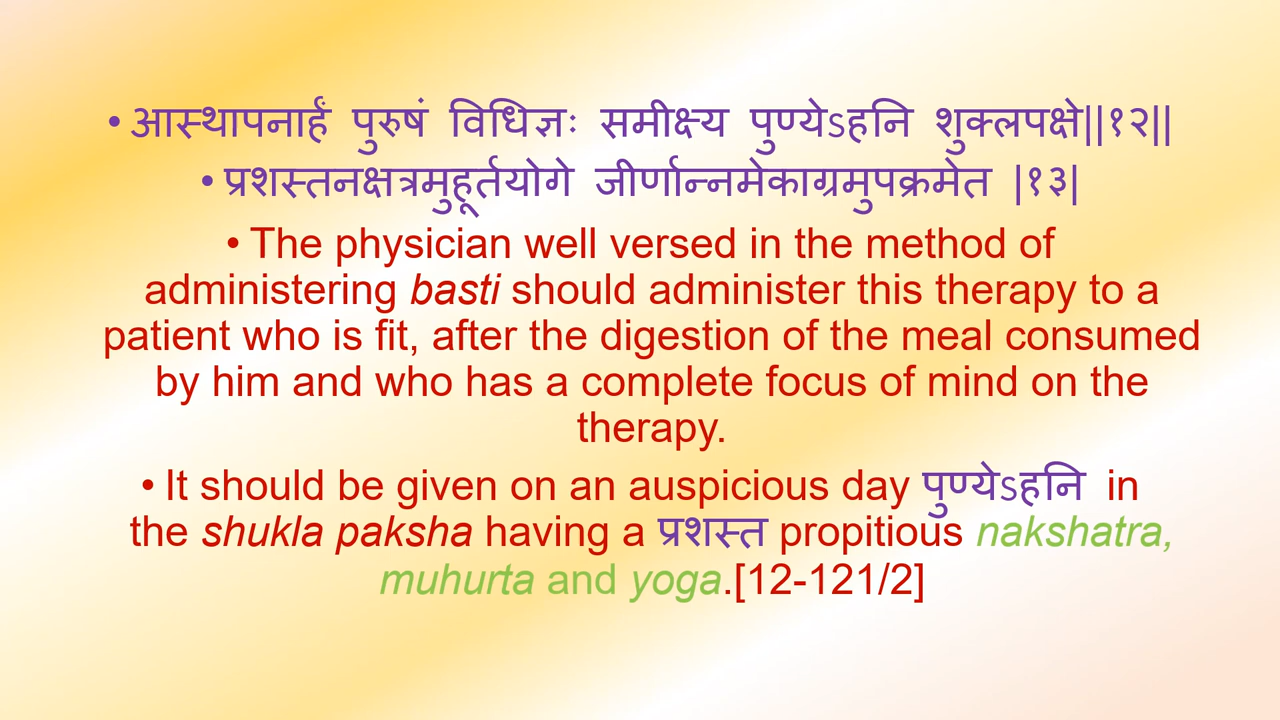 • आस्थापनार्हं पुरुषं विधिज्ञः समीक्ष्य पुण्येऽहनि शुक्लपक्षे||१२||
• प्रशस्तनक्षत्रमुहूर्तयोगे जीर्णान्नमेकाग्रमुपक्रमेत |१३|
• The physician well versed in the method of
administering basti should administer this therapy to a
patient who is fit, after the digestion of the meal consumed
by him and who has a complete focus of mind on the
therapy.
• It should be given on an auspicious day पुण्येऽहनि in
the shukla paksha having a प्रशस्त propitious nakshatra,
muhurta and yoga.[12-121/2]